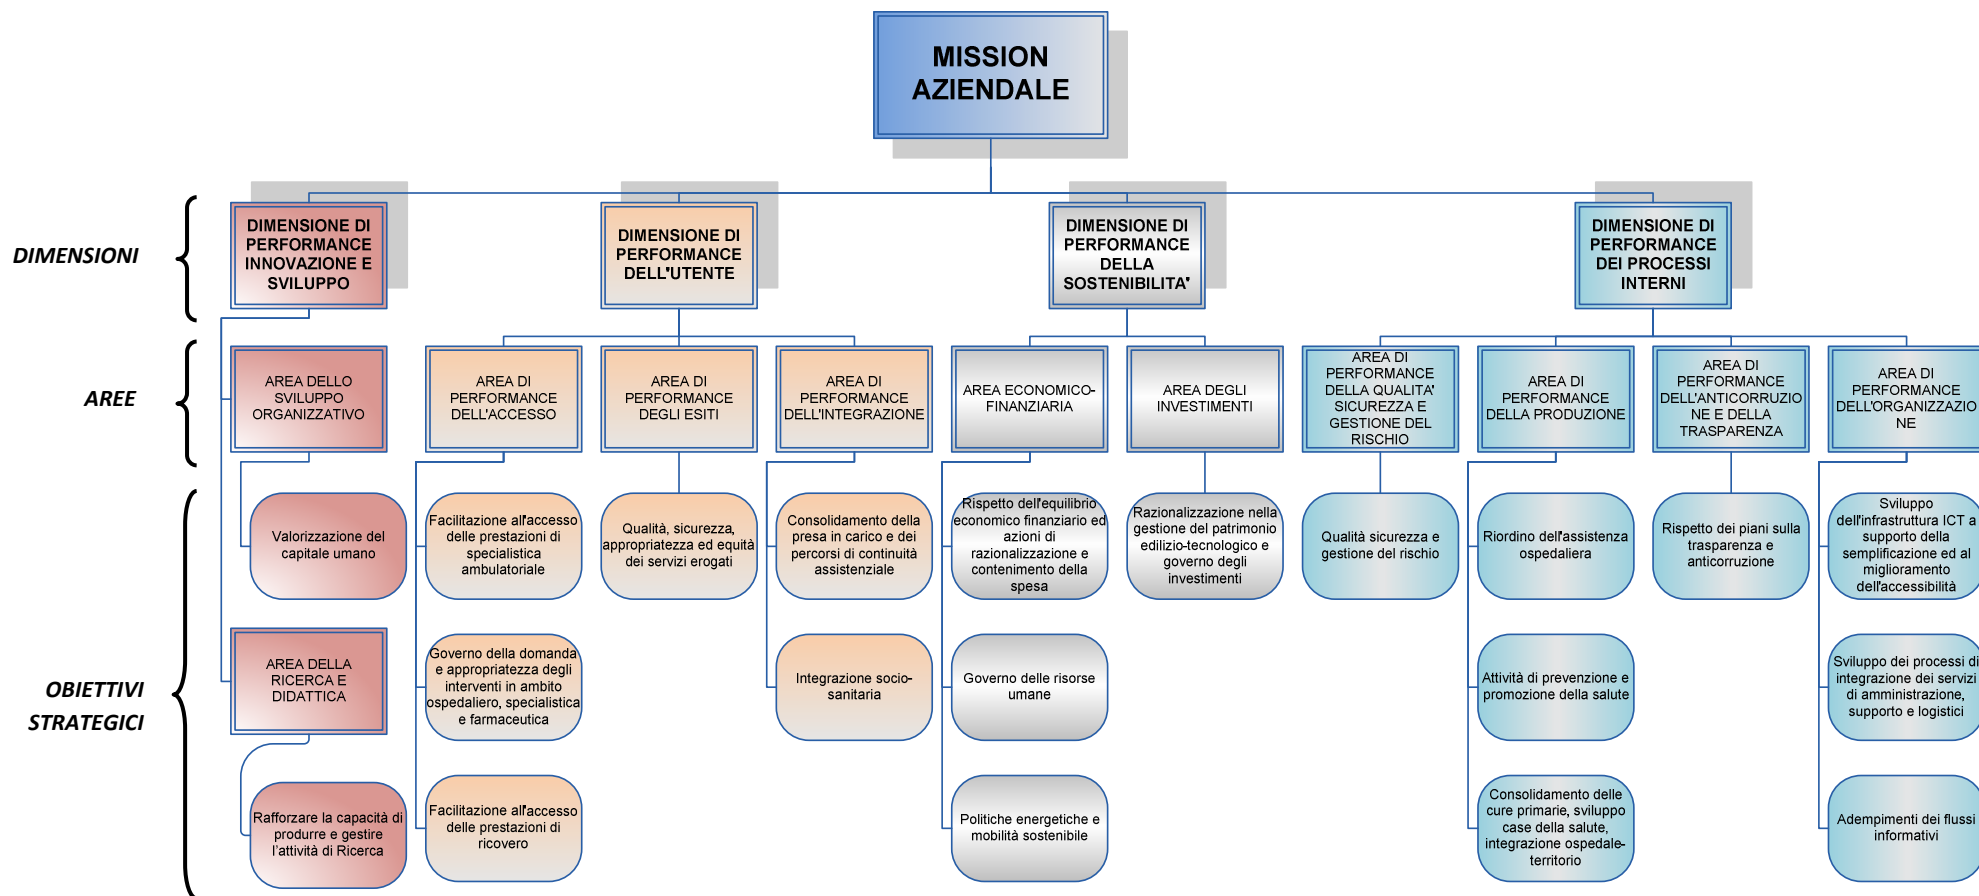 MISSION
AZIENDALE
DIMENSIONI
DIMENSIONE DI
PERFORMANCE
INNOVAZIONE E
SVILUPPO
DIMENSIONE DI
PERFORMANCE
DELL'UTENTE
DIMENSIONE DI
PERFORMANCE
DELLA
SOSTENIBILITA'
DIMENSIONE DI
PERFORMANCE
DEI PROCESSI
INTERNI
AREE
AREA DELLO
SVILUPPO
ORGANIZZATIVO
AREA DI
PERFORMANCE
DELL'ACCESSO
AREA DI
PERFORMANCE
DEGLI ESITI
AREA DI
PERFORMANCE
DELL'INTEGRAZIONE
AREA ECONOMICO-
FINANZIARIA
AREA DEGLI
INVESTIMENTI
AREA DI
PERFORMANCE
DELLA QUALITA'
SICUREZZA E
GESTIONE DEL
RISCHIO
AREA DI
PERFORMANCE
DELLA PRODUZIONE
AREA DI
PERFORMANCE
DELL'ANTICORRUZIO
NE E DELLA
TRASPARENZA
AREA DI
PERFORMANCE
DELL'ORGANIZZAZIO
NE
OBIETTIVI
STRATEGICI
Valorizzazione del
capitale umano
Facilitazione all'accesso
delle prestazioni di
specialistica
ambulatoriale
Qualità, sicurezza,
appropriatezza ed equità
dei servizi erogati
Consolidamento della
presa in carico e dei
percorsi di continuità
assistenziale
Rispetto dell'equilibrio
economico finanziario ed
azioni di
razionalizzazione e
contenimento della
spesa
Razionalizzazione nella
gestione del patrimonio
edilizio-tecnologico e
governo degli
investimenti
Qualità sicurezza e
gestione del rischio
Riordino dell'assistenza
ospedaliera
Rispetto dei piani sulla
trasparenza e
anticorruzione
Sviluppo
dell'infrastruttura ICT a
supporto della
semplificazione ed al
miglioramento
dell'accessibilità
AREA DELLA
RICERCA E
DIDATTICA
Governo della domanda
e appropriatezza degli
interventi in ambito
ospedaliero, specialistica
e farmaceutica
Integrazione socio-
sanitaria
Governo delle risorse
umane
Attività di prevenzione e
promozione della salute
Sviluppo dei processi di
integrazione dei servizi
di amministrazione,
supporto e logistici
Rafforzare la capacità di
produrre e gestire
l'attività di Ricerca
Facilitazione all'accesso
delle prestazioni di
ricovero
Politiche energetiche e
mobilità sostenibile
Consolidamento delle
cure primarie, sviluppo
case della salute,
integrazione ospedale-
territorio
Adempimenti dei flussi
informativi